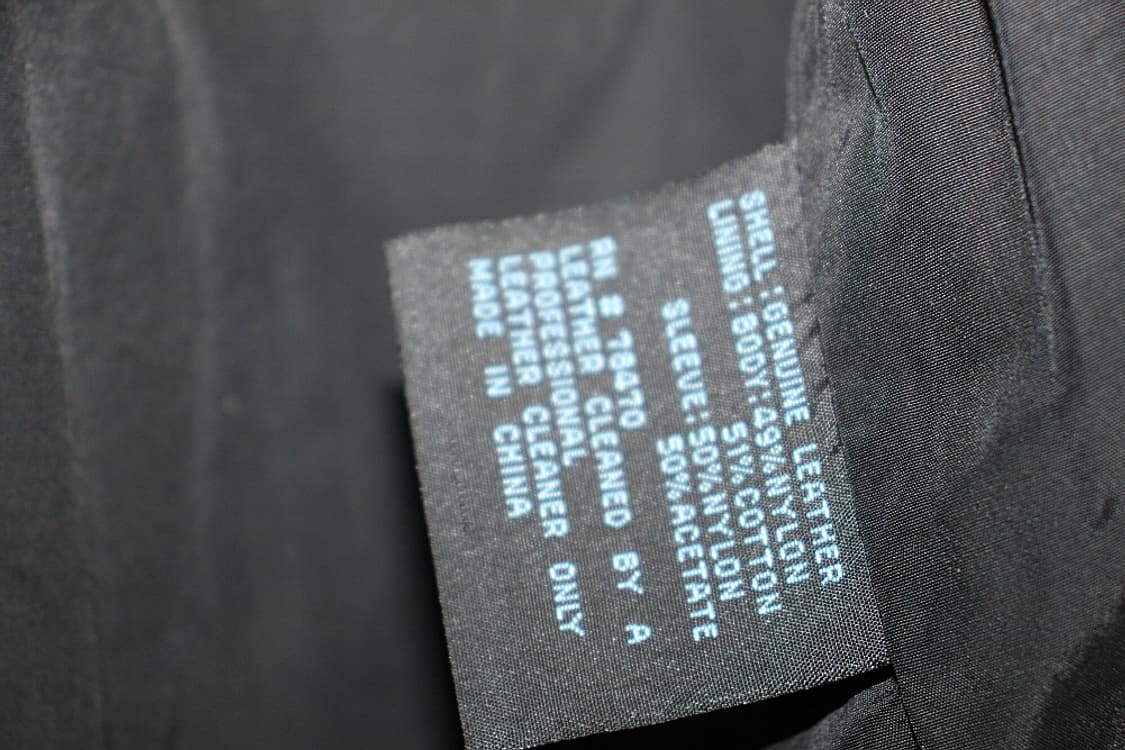 SHELL:GENUINE LEATHER
LINING:BODY:49%NYLON
51%COTTON
SLEEVE:50%NYLON
50%ACETATE
RN # 78470
LEATHER CLEANED BY A
PROFESSIONAL
LEATHER CLEANER ONLY
MADE IN CHINA